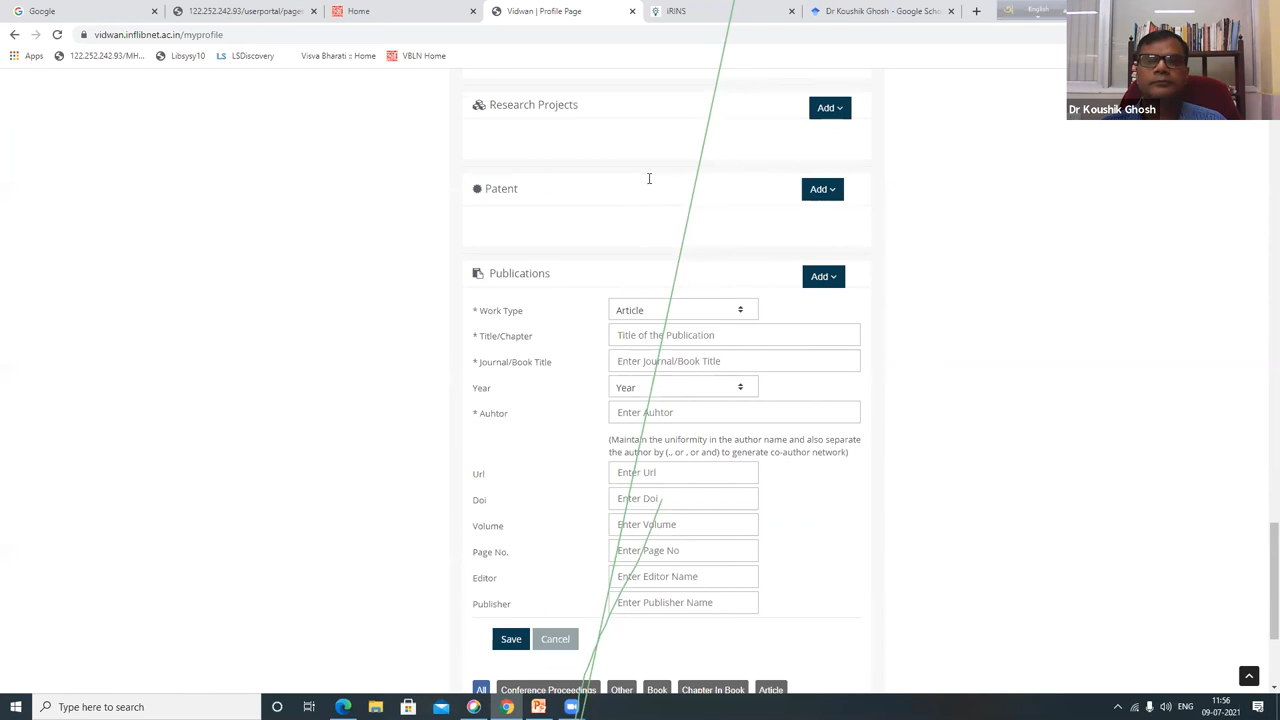 Google
122.252.242.93/userportal/page:
Home
Vidwan | Profile Page
iRINS
Dr Koushik Ghosh - Google Schol
English
vidwan.inflibnet.ac.in/myprofile
Apps
122.252.242.93/MH...
Libsysy10
LS LSDiscovery
Visva Bharati :: Home
VBLN Home
Dr Koushik Ghosh
Research Projects
Add
Patent
Add
Publications
Add
* Work Type Article
* Title/Chapter Title of the Publication
* Journal/Book Title Enter Journal/Book Title
Year Year
* Auhtor Enter Auhtor
(Maintain the uniformity in the author name and also separate
the author by (,, or , or and) to generate co-author network)
Url Enter Url
Doi Enter Doi
Volume Enter Volume
Page No. Enter Page No
Editor Enter Editor Name
Publisher Enter Publisher Name
Save Cancel
All Conference Proceedings Other Book Chapter In Book Article
Type here to search
ENG
11:56
09-07-2021